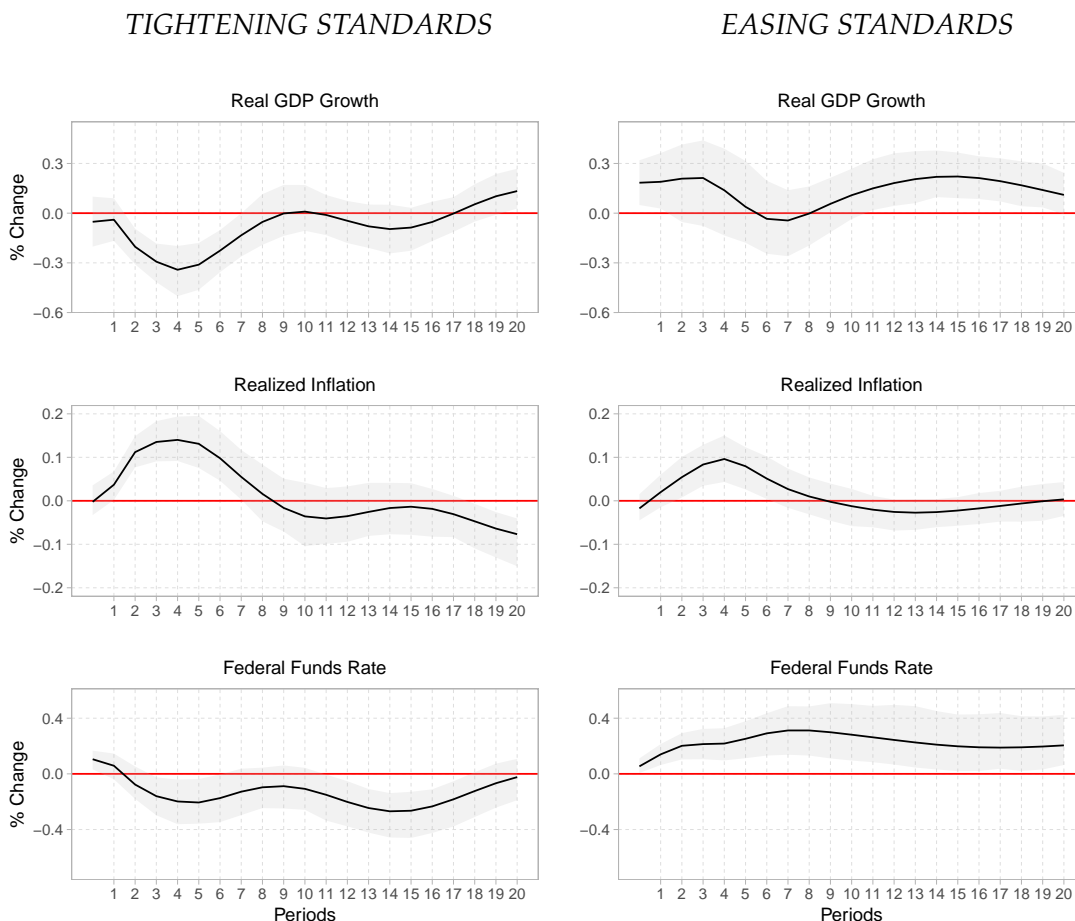 TIGHTENING STANDARDS
EASING STANDARDS
Real GDP Growth
% Change
0.3
0.0
−0.3
−0.6
1 2 3 4 5 6 7 8 9 10 11 12 13 14 15 16 17 18 19 20
Real GDP Growth
0.3
0.0
−0.3
−0.6
1 2 3 4 5 6 7 8 9 10 11 12 13 14 15 16 17 18 19 20
Realized Inflation
% Change
0.2
0.1
0.0
−0.1
−0.2
1 2 3 4 5 6 7 8 9 10 11 12 13 14 15 16 17 18 19 20
Realized Inflation
0.2
0.1
0.0
−0.1
−0.2
1 2 3 4 5 6 7 8 9 10 11 12 13 14 15 16 17 18 19 20
Federal Funds Rate
% Change
0.4
0.0
−0.4
1 2 3 4 5 6 7 8 9 10 11 12 13 14 15 16 17 18 19 20
Periods
Federal Funds Rate
0.4
0.0
−0.4
1 2 3 4 5 6 7 8 9 10 11 12 13 14 15 16 17 18 19 20
Periods